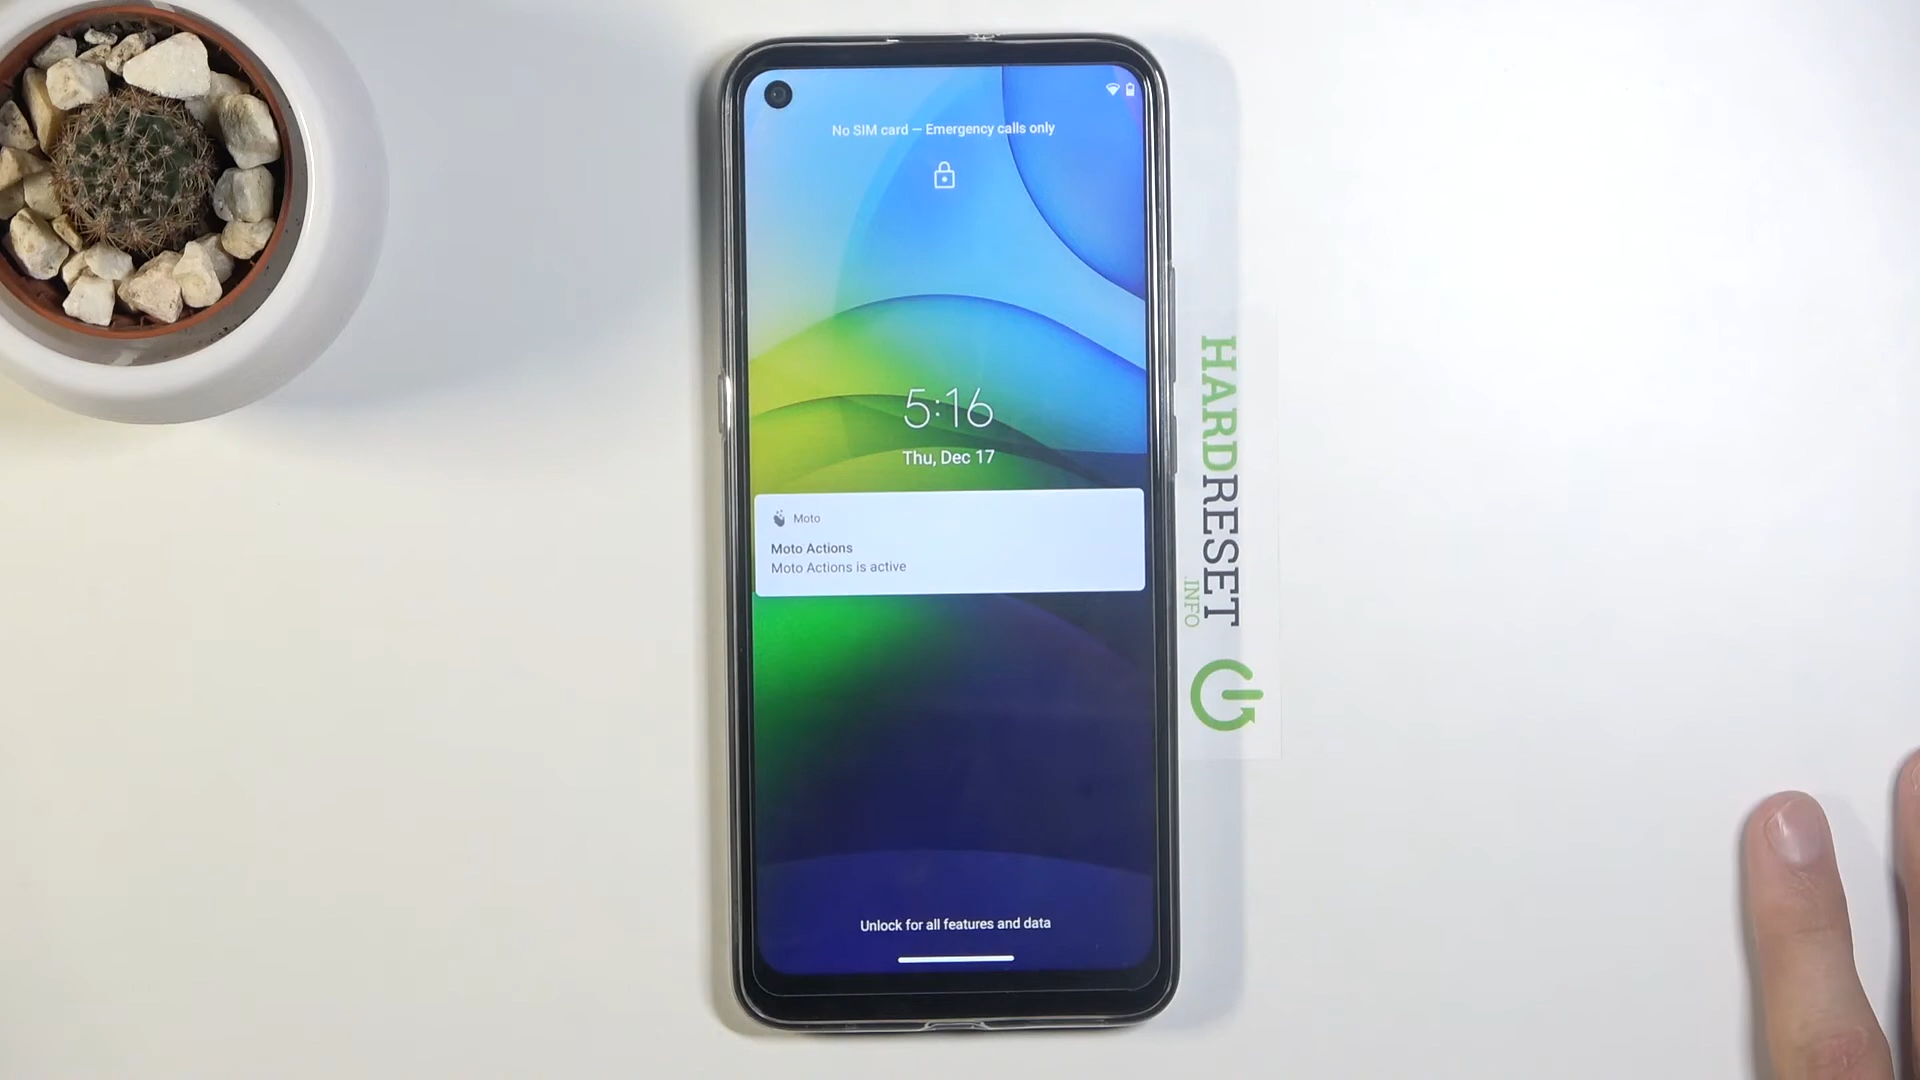 No SIM card — Emergency calls only
5:16
Thu, Dec 17
Moto
Moto Actions
Moto Actions is active
Unlock for all features and data
HARDRESET
.INFO